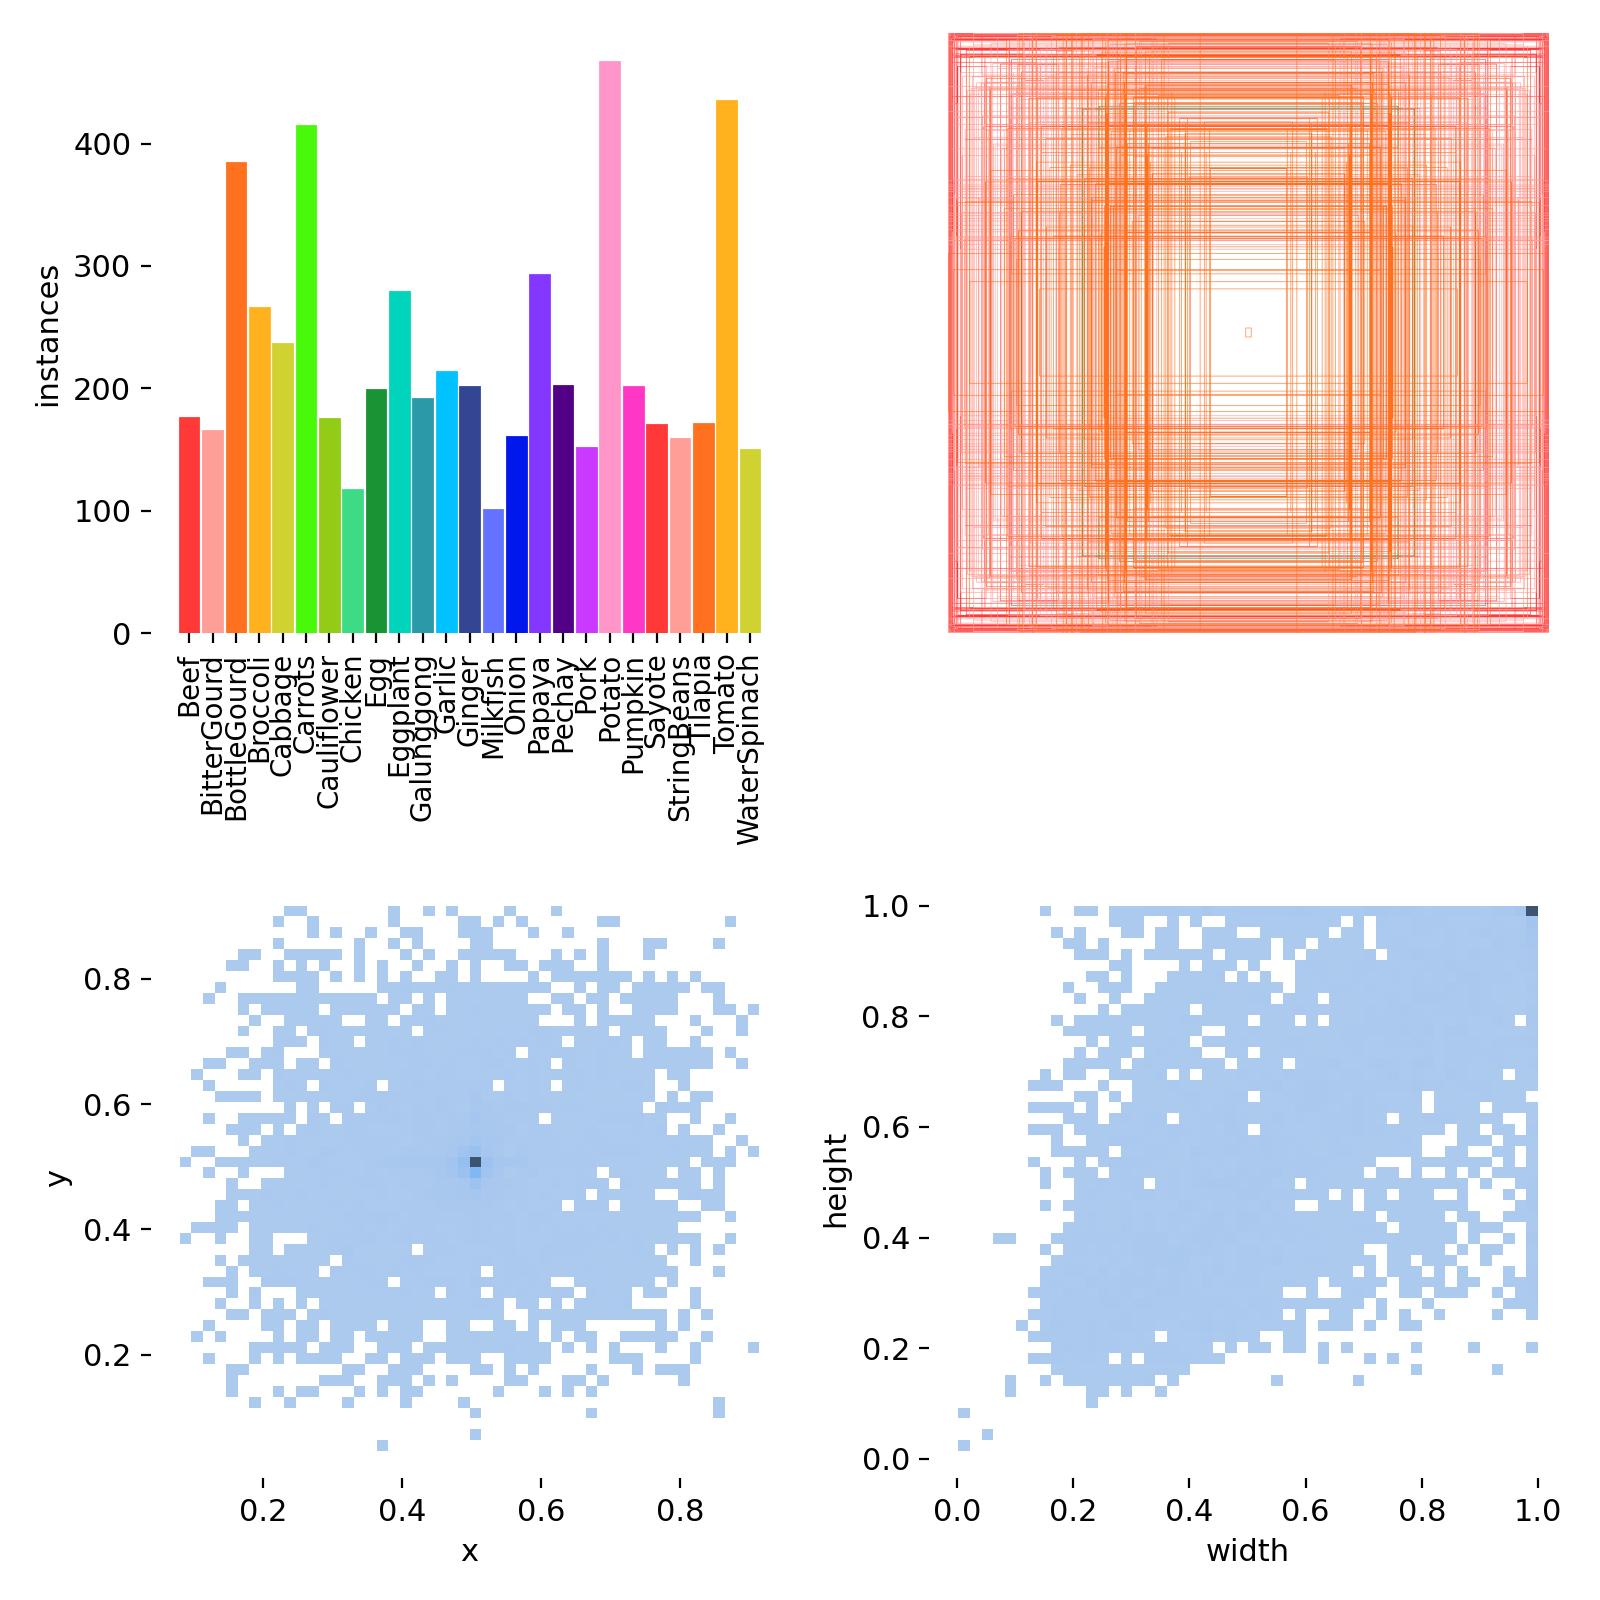 instances
400
300
200
100
0
Beef
BitterGourd
BottleGourd
Broccoli
Cabbage
Carrots
Cauliflower
Chicken
Egg
Eggplant
Galunggong
Garlic
Ginger
Milkfish
Onion
Papaya
Pechay
Pork
Potato
Pumpkin
Sayote
StringBeans
Tilapia
Tomato
WaterSpinach
y
0.8
0.6
0.4
0.2
0.2 0.4 0.6 0.8
x
height
1.0
0.8
0.6
0.4
0.2
0.0
0.0 0.2 0.4 0.6 0.8 1.0
width